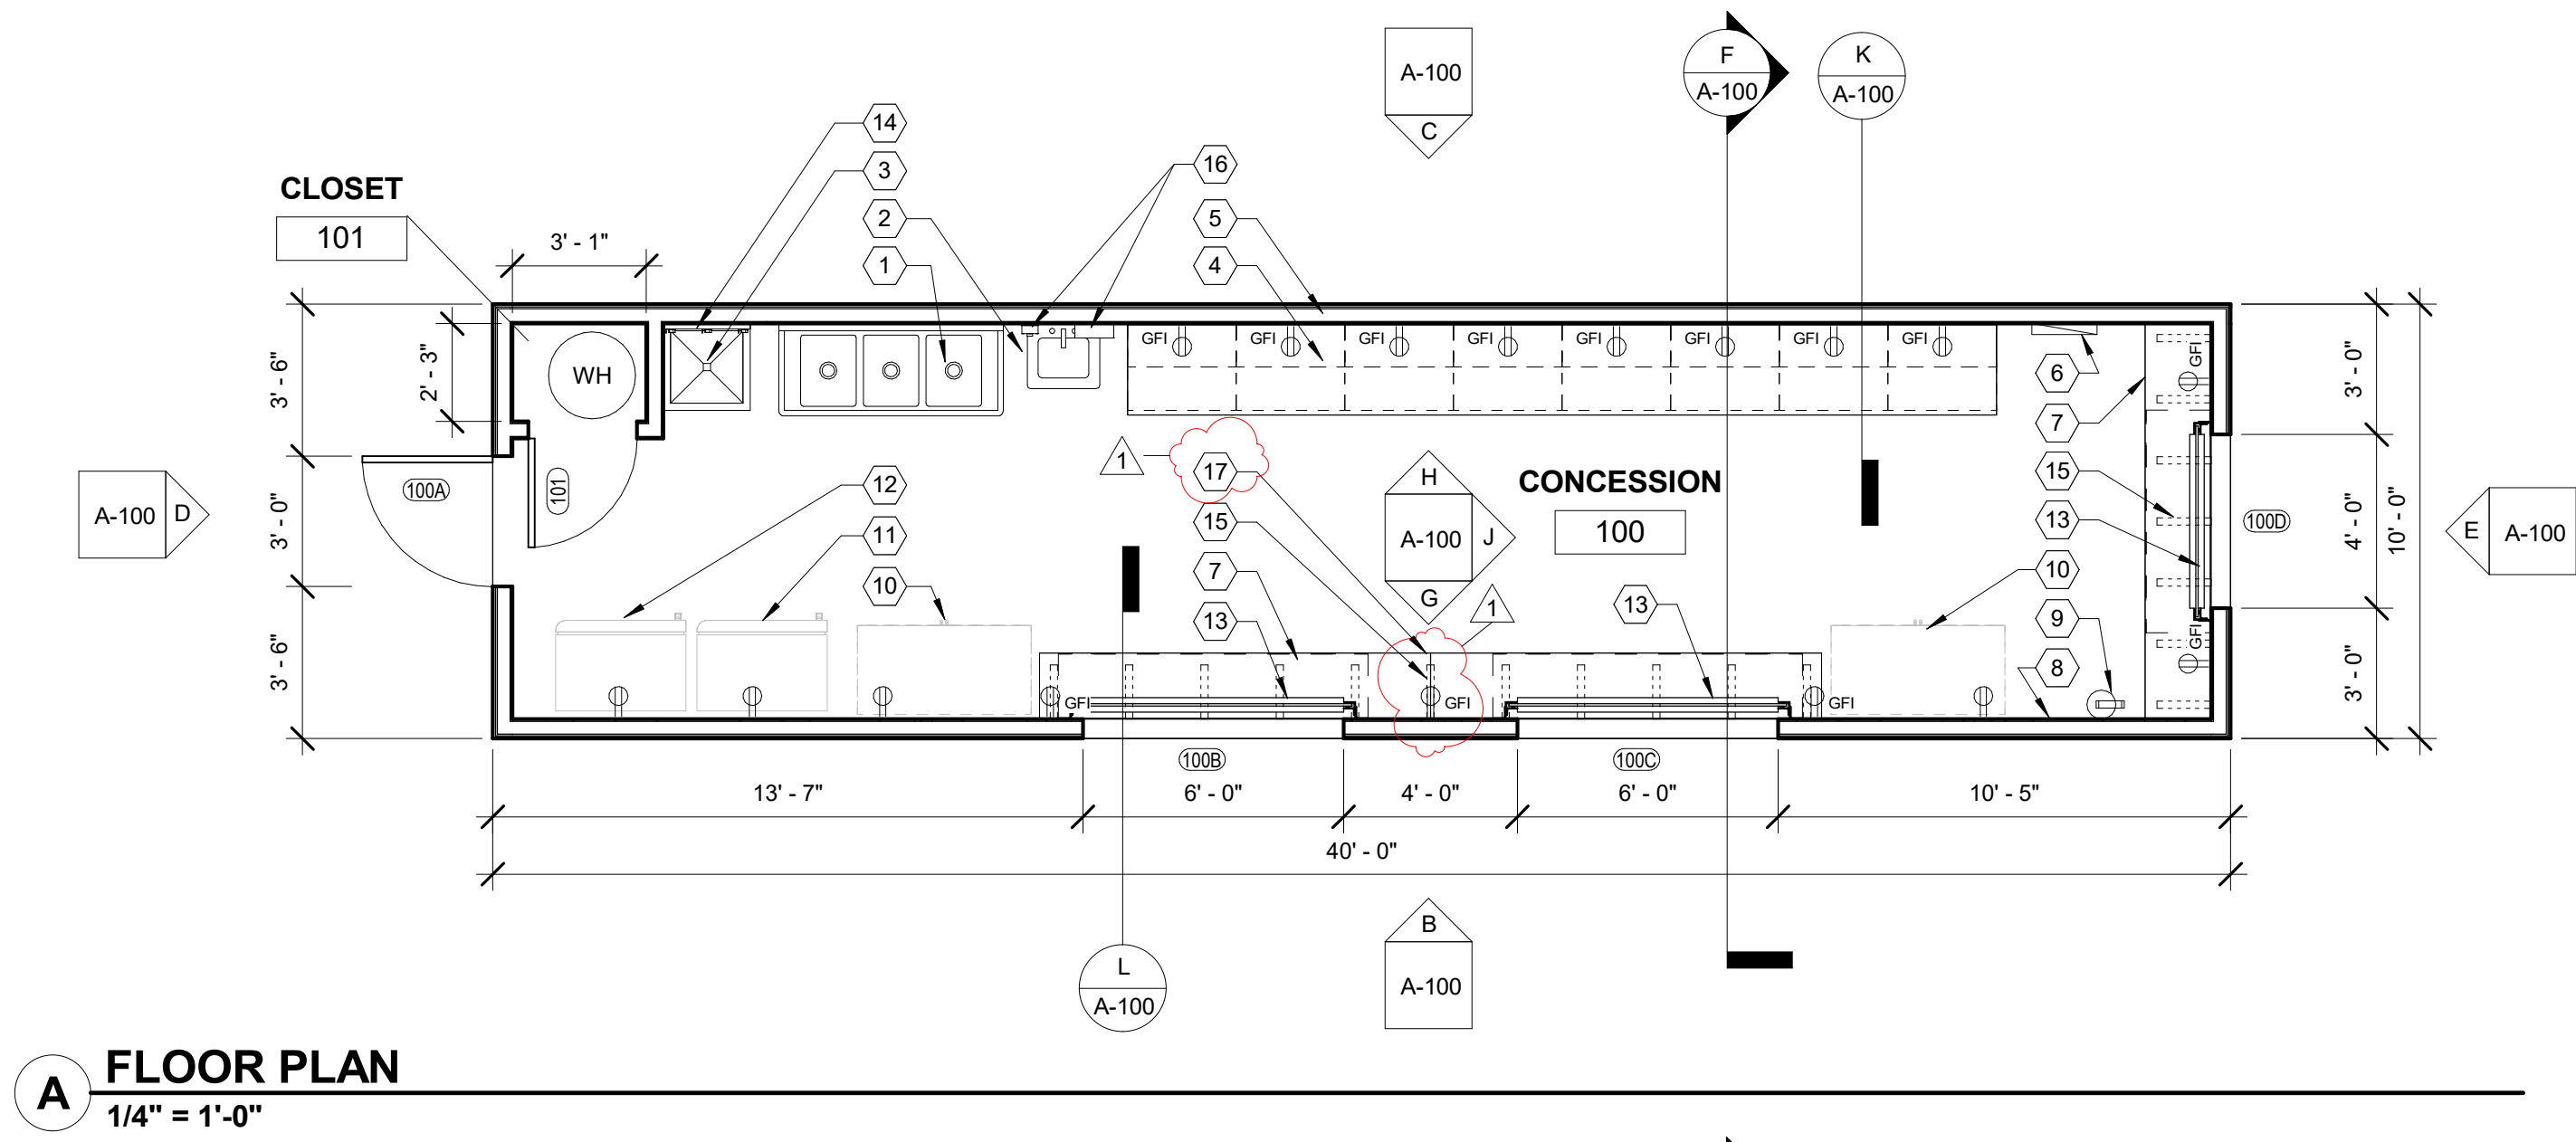 A-100
C
F
A-100
K
A-100
14
3
2
1
16
5
4
CLOSET
101
3' - 1"
3' - 6"
2' - 3"
3' - 0"
3' - 6"
WH
GFI
GFI
GFI
GFI
GFI
GFI
GFI
GFI
GFI
6
7
15
13
10
9
8
3' - 0"
4' - 0"
10' - 0"
3' - 0"
A-100
D
100A
101
12
11
10
1
17
15
7
13
H
A-100
J
G
1
CONCESSION
100
13
100D
E
A-100
GFI
GFI
GFI
GFI
100B
100C
13' - 7"
6' - 0"
4' - 0"
6' - 0"
10' - 5"
40' - 0"
L
A-100
B
A-100
A
FLOOR PLAN
1/4" = 1'-0"